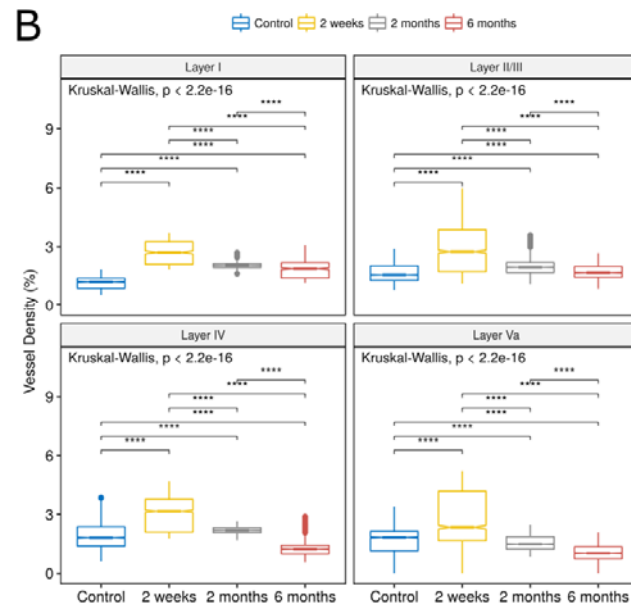 B
Control 2 weeks 2 months 6 months
Layer I
Layer II/III
Kruskal-Wallis, p < 2.2e-16
Kruskal-Wallis, p < 2.2e-16
****
****
****
****
****
****
****
****
****
****
****
****
9
6
3
0
Layer IV
Layer Va
Kruskal-Wallis, p < 2.2e-16
Kruskal-Wallis, p < 2.2e-16
****
****
****
****
****
****
****
****
****
****
****
****
9
6
3
0
Vessel Density (%)
Control 2 weeks 2 months 6 months
Control 2 weeks 2 months 6 months